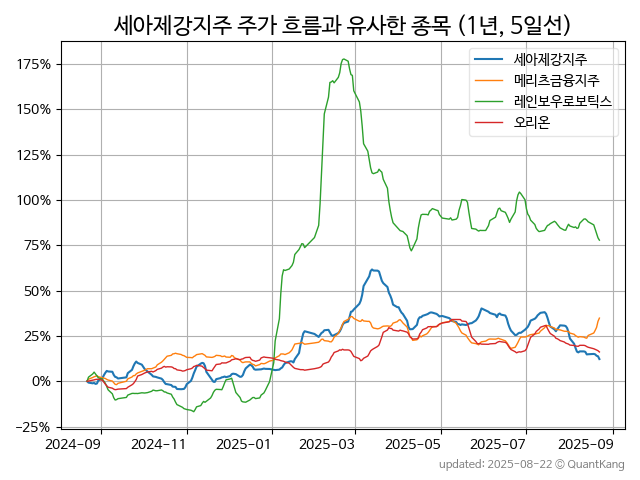 세아제강지주 주가 흐름과 유사한 종목 (1년, 5일선)
세아제강지주
메리츠금융지주
레인보우로보틱스
오리온
175%
150%
125%
100%
75%
50%
25%
0%
−25%
2024-09 2024-11 2025-01 2025-03 2025-05 2025-07 2025-09
updated: 2025-08-22 © QuantKang